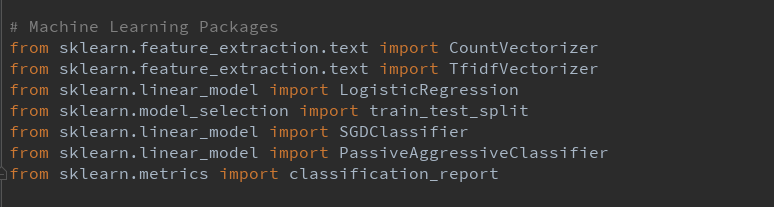 # Machine Learning Packages
from sklearn.feature_extraction.text import CountVectorizer
from sklearn.feature_extraction.text import TfidfVectorizer
from sklearn.linear_model import LogisticRegression
from sklearn.model_selection import train_test_split
from sklearn.linear_model import SGDClassifier
from sklearn.linear_model import PassiveAggressiveClassifier
from sklearn.metrics import classification_report